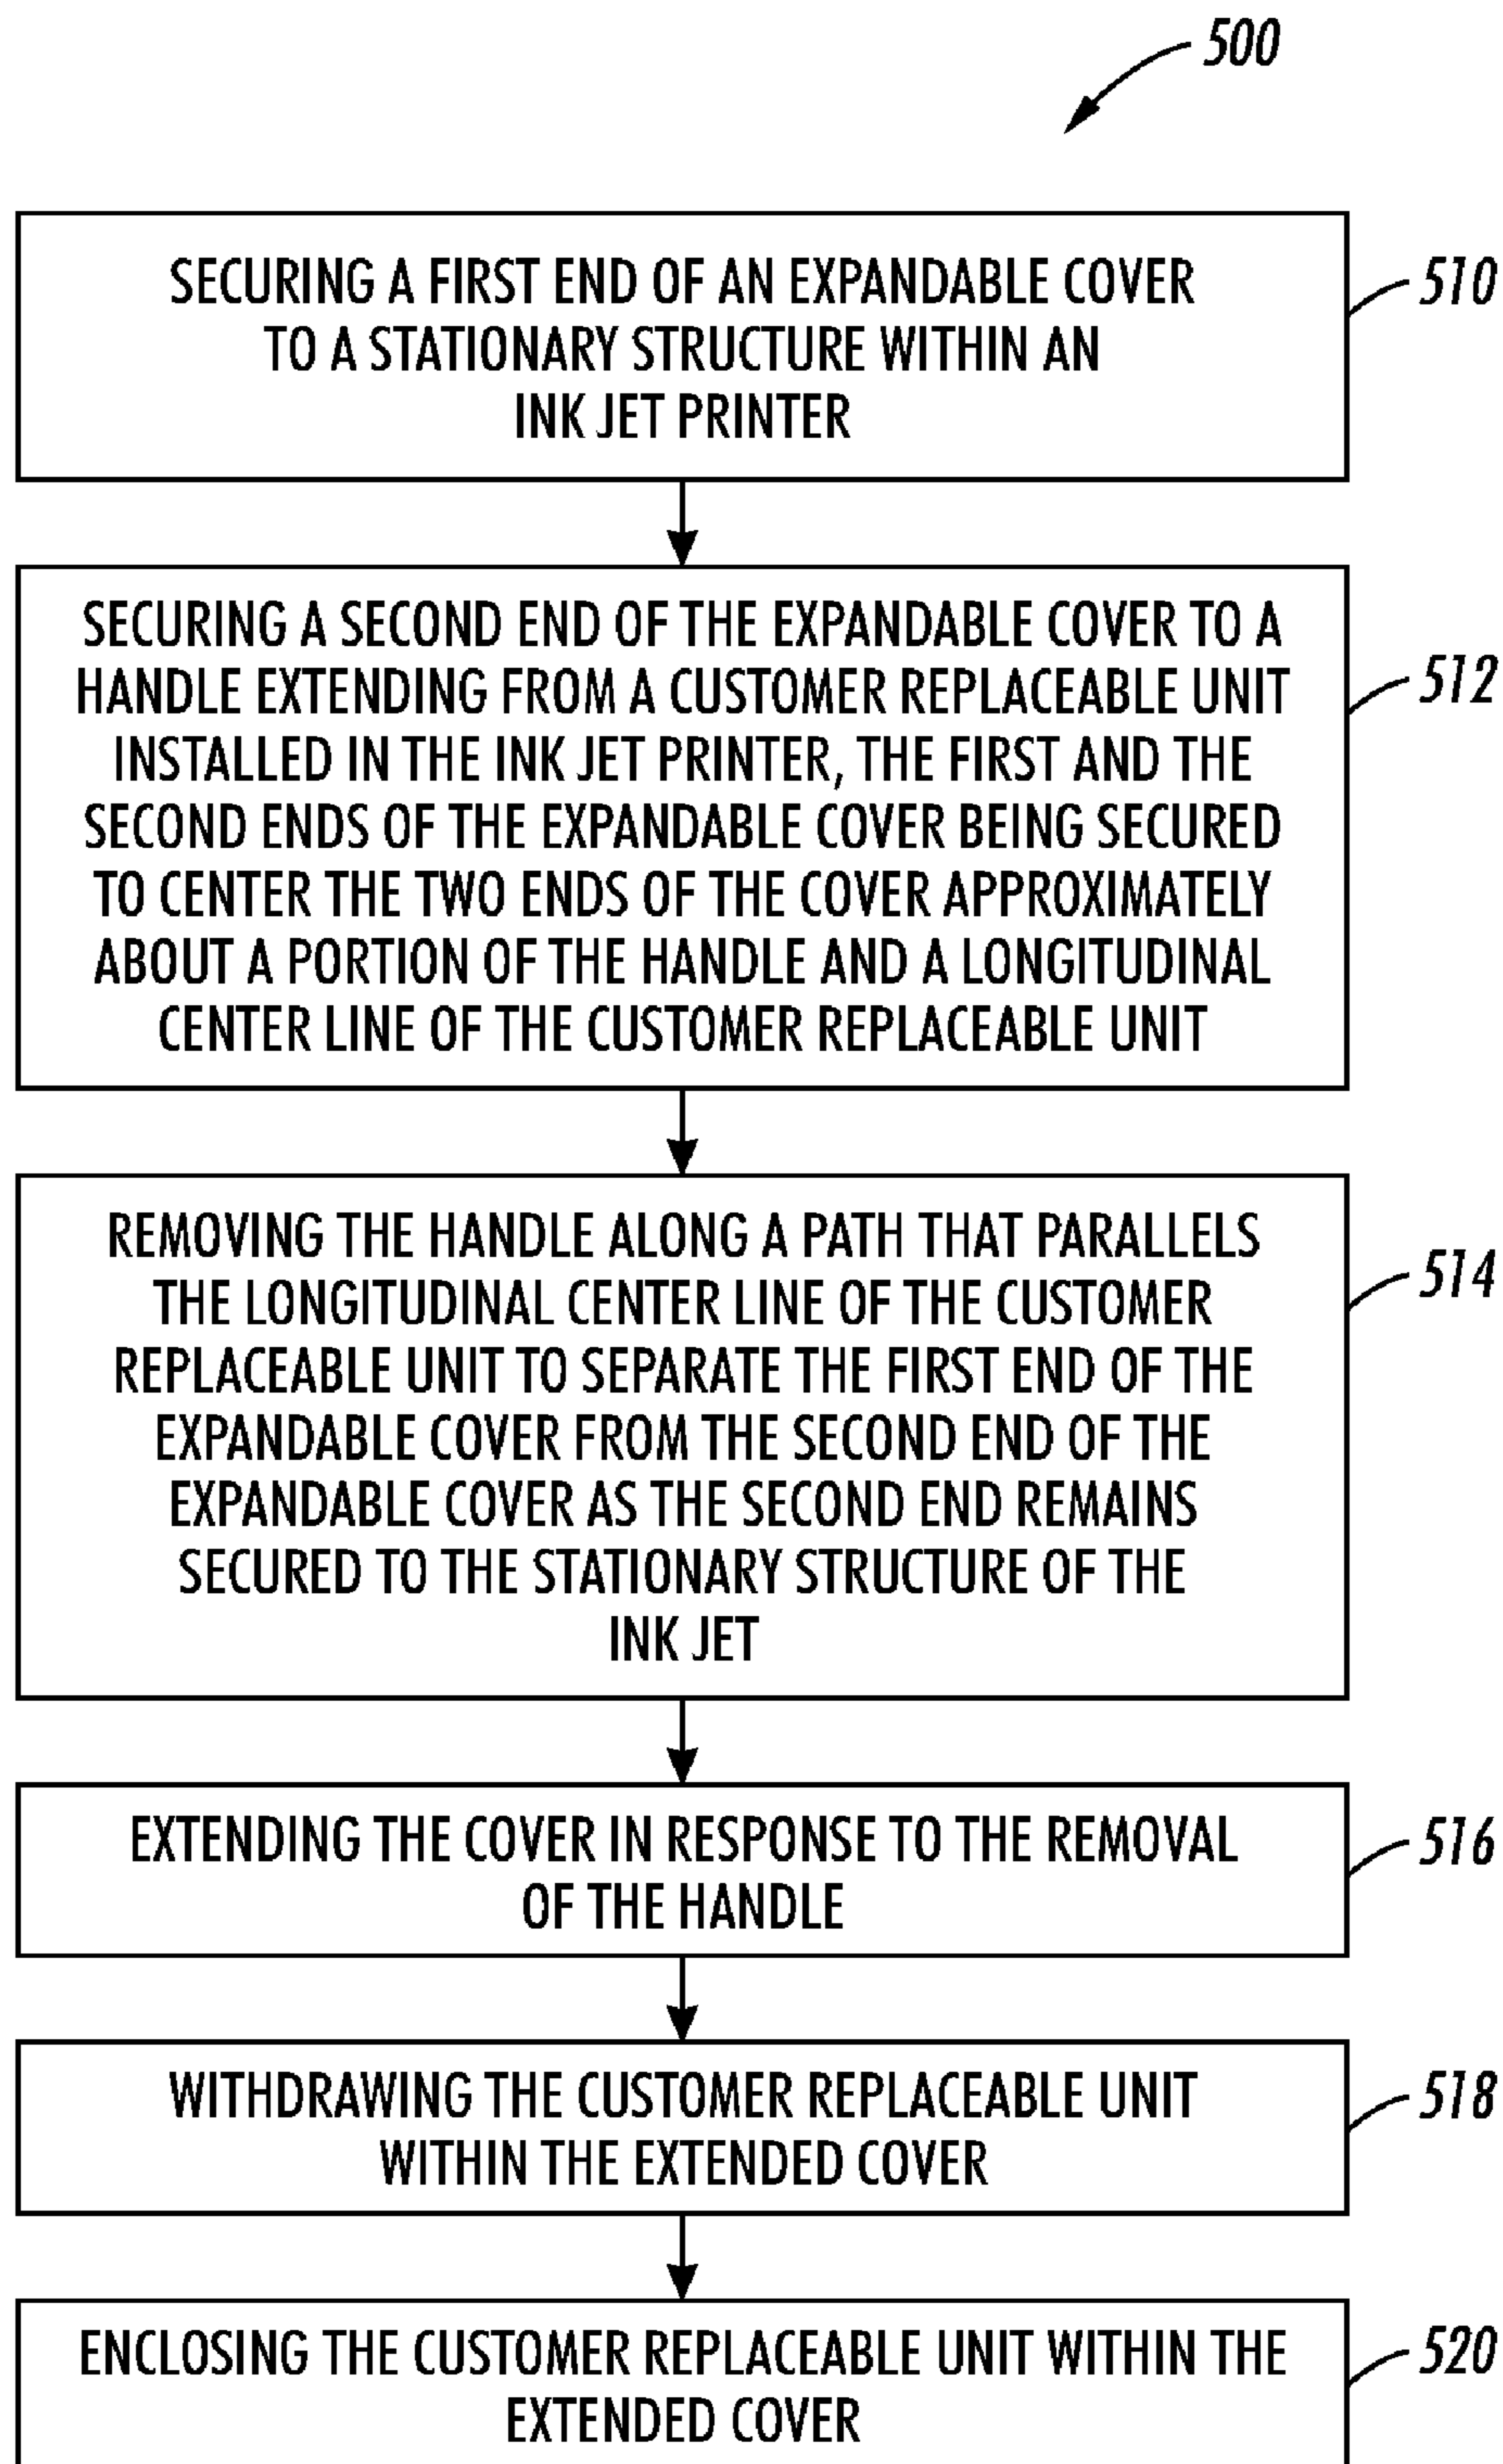 500
SECURING A FIRST END OF AN EXPANDABLE COVER
TO A STATIONARY STRUCTURE WITHIN AN
INK JET PRINTER
510
SECURING A SECOND END OF THE EXPANDABLE COVER TO A
HANDLE EXTENDING FROM A CUSTOMER REPLACEABLE UNIT
INSTALLED IN THE INK JET PRINTER, THE FIRST AND THE
SECOND ENDS OF THE EXPANDABLE COVER BEING SECURED
TO CENTER THE TWO ENDS OF THE COVER APPROXIMATELY
ABOUT A PORTION OF THE HANDLE AND A LONGITUDINAL
CENTER LINE OF THE CUSTOMER REPLACEABLE UNIT
512
REMOVING THE HANDLE ALONG A PATH THAT PARALLELS
THE LONGITUDINAL CENTER LINE OF THE CUSTOMER
REPLACEABLE UNIT TO SEPARATE THE FIRST END OF THE
EXPANDABLE COVER FROM THE SECOND END OF THE
EXPANDABLE COVER AS THE SECOND END REMAINS
SECURED TO THE STATIONARY STRUCTURE OF THE
INK JET
514
EXTENDING THE COVER IN RESPONSE TO THE REMOVAL
OF THE HANDLE
516
WITHDRAWING THE CUSTOMER REPLACEABLE UNIT
WITHIN THE EXTENDED COVER
518
ENCLOSING THE CUSTOMER REPLACEABLE UNIT WITHIN THE
EXTENDED COVER
520